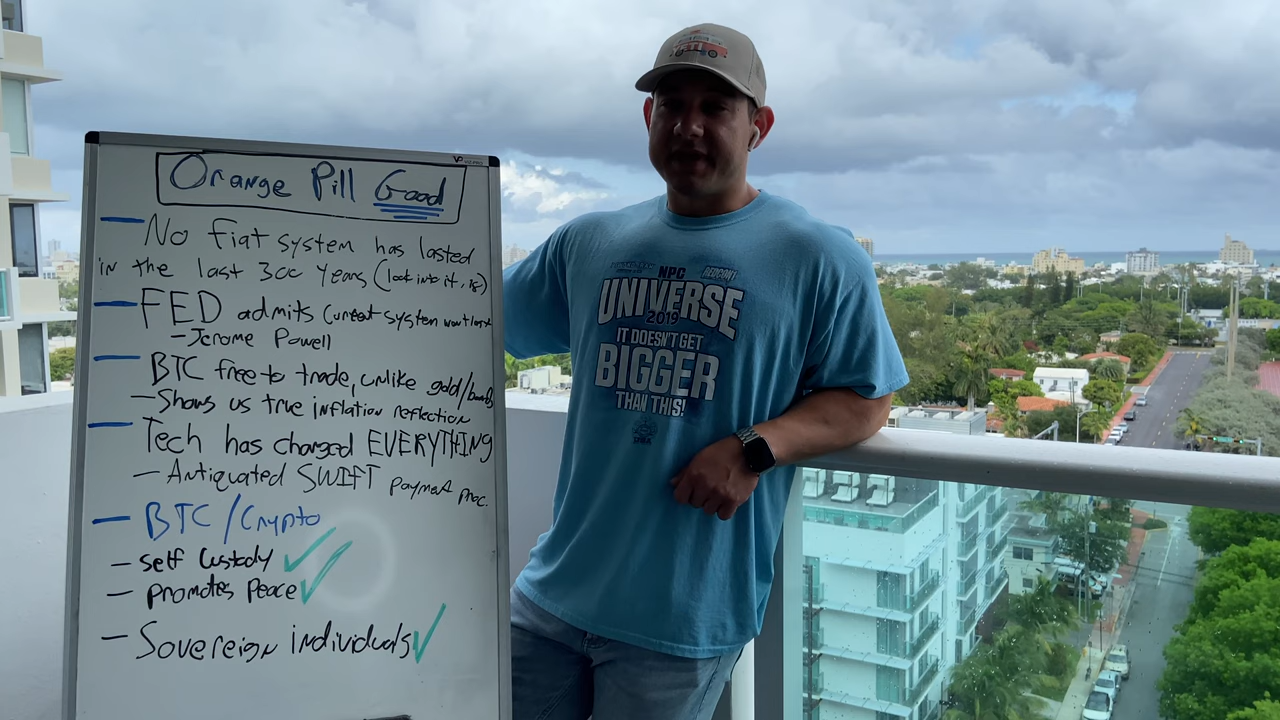 Orange Pill Good
— No fiat system has lasted
in the last 300 years (look into it,
— FED admits (current system won't last
- Jerome Powell
— BTC free to trade, unlike gold/bonds
- Shows us true inflation reflection
— Tech has changed EVERYTHING
- Antiquated SWIFT payment proc.
— BTC/Crypto
- self custody ✓
- promotes peace ✓
- Sovereign individuals ✓
YETI
NPC
REDCON1
UNIVERSE
2019
IT DOESN'T GET
BIGGER
THAN THIS!